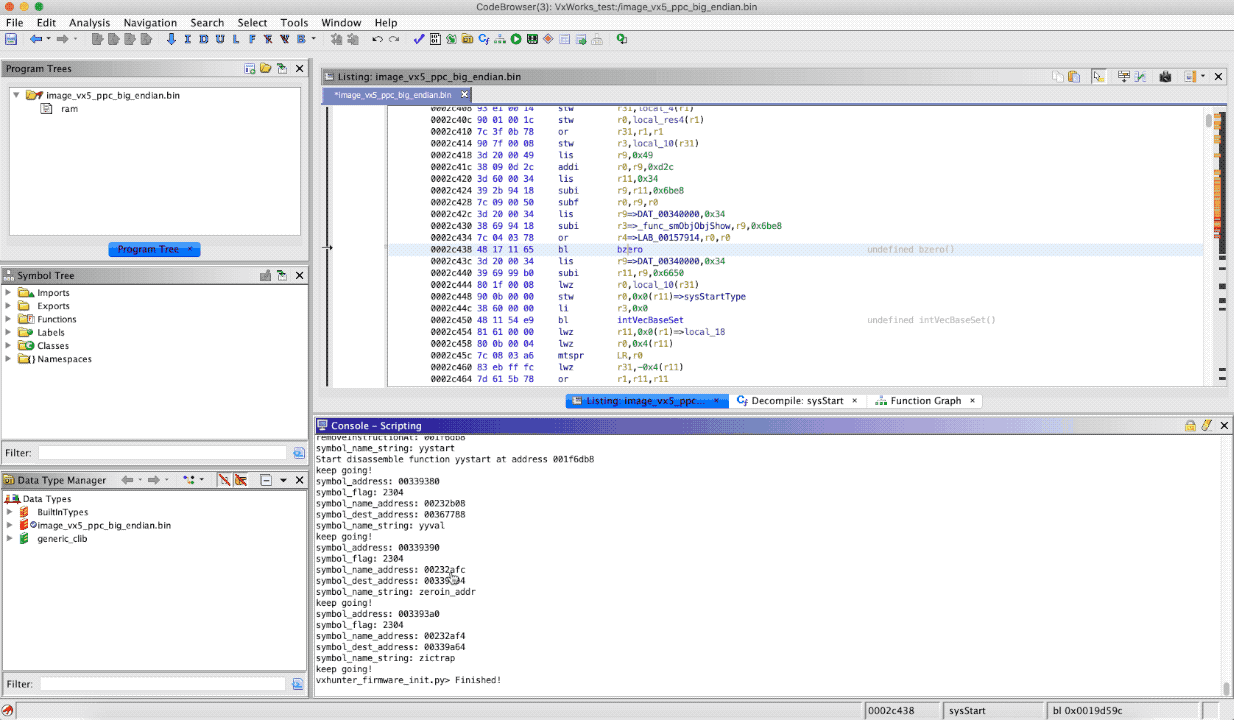 CodeBrowser(3): VxWorks_test:/image_vx5_ppc_big_endian.bin
File Edit Analysis Navigation Search Select Tools Window Help
I D U L F V B
Program Trees
image_vx5_ppc_big_endian.bin
ram
Program Tree ×
Symbol Tree
Imports
Exports
Functions
Labels
Classes
Namespaces
Filter:
Data Type Manager
Data Types
BuiltInTypes
image_vx5_ppc_big_endian.bin
generic_clib
Filter:
Listing: image_vx5_ppc_big_endian.bin
*image_vx5_ppc_big_endian.bin
0002c408 93 e1 00 14 stw r31,local_4(r1)
0002c40c 90 01 00 1c stw r0,local_res4(r1)
0002c410 7c 3f 0b 78 or r31,r1,r1
0002c414 90 7f 00 08 stw r3,local_10(r31)
0002c418 3d 20 00 49 lis r9,0x49
0002c41c 38 09 0d 2c addi r0,r9,0xd2c
0002c420 3d 60 00 34 lis r11,0x34
0002c424 39 2b 94 18 subi r9,r11,0x6be8
0002c428 7c 09 00 50 subf r0,r9,r0
0002c42c 3d 20 00 34 lis r9=>DAT_00340000,0x34
0002c430 38 69 94 18 subi r3=>_func_smObjObjShow,r9,0x6be8
0002c434 7c 04 03 78 or r4=>LAB_00157914,r0,r0
0002c438 48 17 11 65 bl bzero undefined bzero()
0002c43c 3d 20 00 34 lis r9=>DAT_00340000,0x34
0002c440 39 69 99 b0 subi r11,r9,0x6650
0002c444 80 1f 00 08 lwz r0,local_10(r31)
0002c448 90 0b 00 00 stw r0,0x0(r11)=>sysStartType
0002c44c 38 60 00 00 li r3,0x0
0002c450 48 11 54 e9 bl intVecBaseSet undefined intVecBaseSet()
0002c454 81 61 00 00 lwz r11,0x0(r1)=>local_18
0002c458 80 0b 00 04 lwz r0,0x4(r11)
0002c45c 7c 08 03 a6 mtspr LR,r0
0002c460 83 eb ff fc lwz r31,-0x4(r11)
0002c464 7d 61 5b 78 or r1,r11,r11
Listing: image_vx5_ppc... × Decompile: sysStart × Function Graph ×
Console - Scripting
removeInstructionAt: 001f6db8
symbol_name_string: yystart
Start disassemble function yystart at address 001f6db8
keep going!
symbol_address: 00339380
symbol_flag: 2304
symbol_name_address: 00232b08
symbol_dest_address: 00367788
symbol_name_string: yyval
keep going!
symbol_address: 00339390
symbol_flag: 2304
symbol_name_address: 00232afc
symbol_dest_address:
symbol_name_string: zeroin_addr
keep going!
symbol_address: 003393a0
symbol_flag: 2304
symbol_name_address: 00232af4
symbol_dest_address: 00339a64
symbol_name_string: zictrap
keep going!
vxhunter_firmware_init.py> Finished!
0002c438 sysStart bl 0x0019d59c